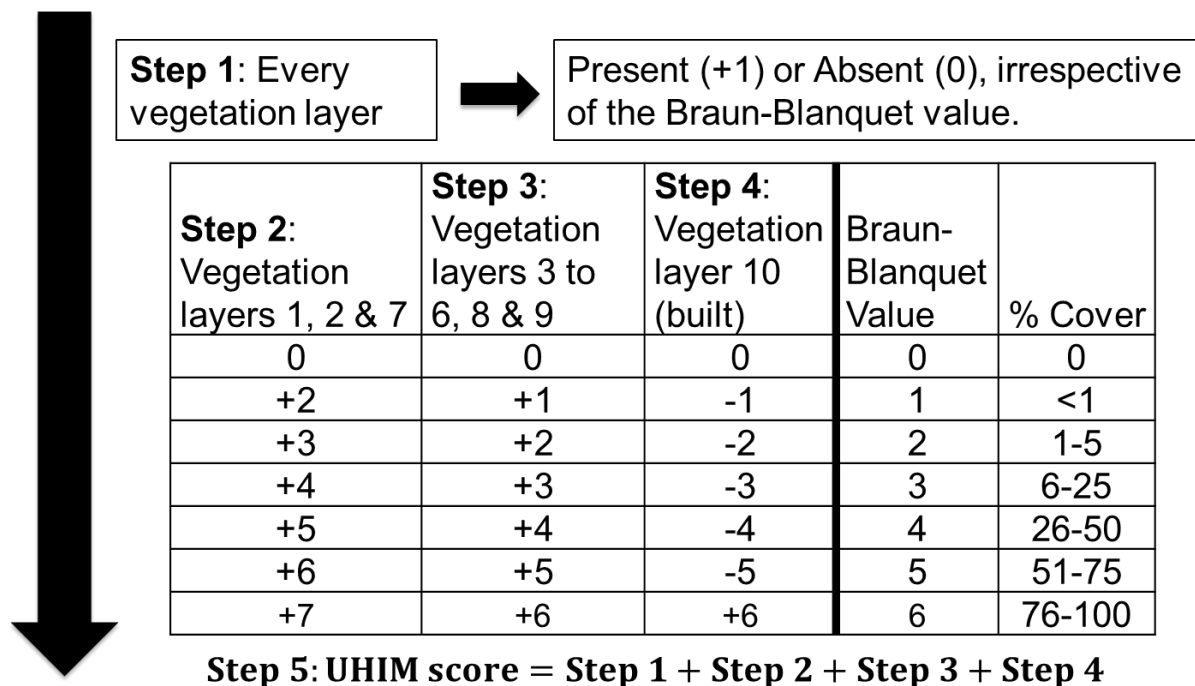 Step 1: Every
vegetation layer
Present (+1) or Absent (0), irrespective
of the Braun-Blanquet value.
Step 2:
Vegetation
layers 1, 2 & 7
Step 3:
Vegetation
layers 3 to
6, 8 & 9
Step 4:
Vegetation
layer 10
(built)
Braun-
Blanquet
Value
% Cover
0 0 0 0 0
+2 +1 -1 1 <1
+3 +2 -2 2 1-5
+4 +3 -3 3 6-25
+5 +4 -4 4 26-50
+6 +5 -5 5 51-75
+7 +6 +6 6 76-100
Step 5: UHIM score = Step 1 + Step 2 + Step 3 + Step 4